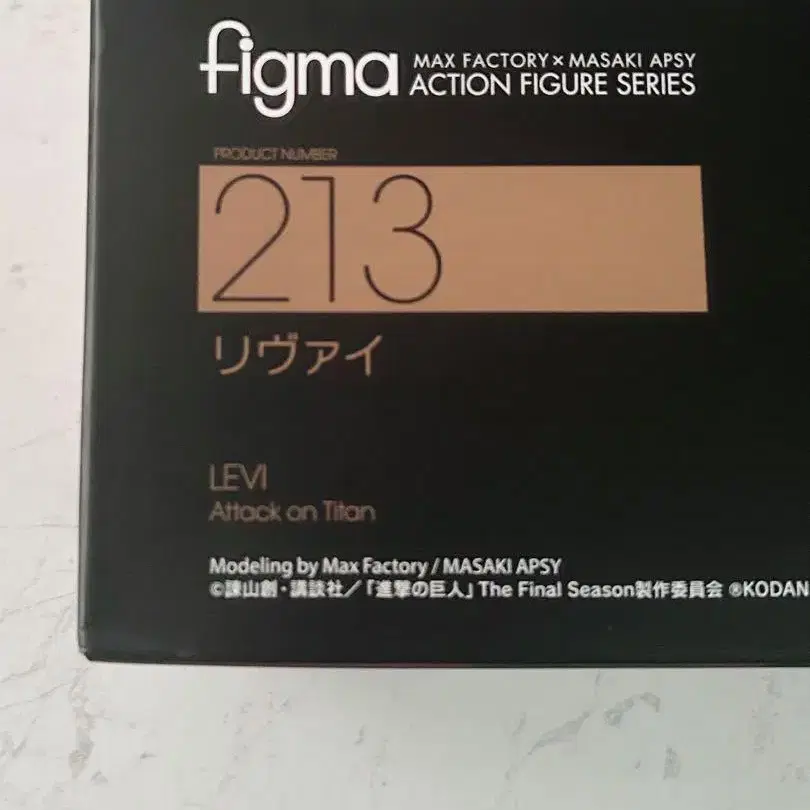 figma MAX FACTORY×MASAKI APSY
ACTION FIGURE SERIES
PRODUCT NUMBER
213
リヴァイ
LEVI
Attack on Titan
Modeling by Max Factory / MASAKI APSY
©諫山創・講談社／「進撃の巨人」The Final Season製作委員会 ®KODAN